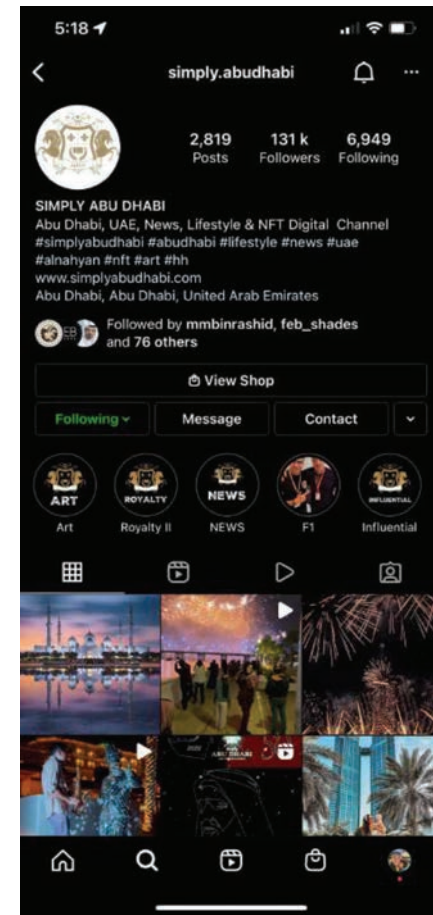 5:18
simply.abudhabi
2,819 131 k 6,949
Posts Followers Following
SIMPLY ABU DHABI
Abu Dhabi, UAE, News, Lifestyle & NFT Digital Channel
#simplyabudhabi #abudhabi #lifestyle #news #uae
#alnahyan #nft #art #hh
www.simplyabudhabi.com
Abu Dhabi, Abu Dhabi, United Arab Emirates
Followed by mmbinrashid, feb_shades
and 76 others
View Shop
Following Message Contact
ART ROYALTY NEWS INFLUENTIAL
Art Royalty II NEWS F1 Influential
ABU DHABI